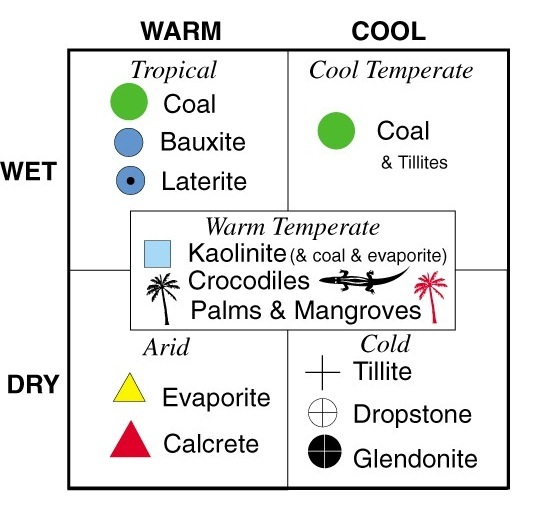 WARM
COOL
Tropical
Cool Temperate
Coal
Bauxite
Laterite
Coal
& Tillites
WET
Warm Temperate
Kaolinite (& coal & evaporite)
Crocodiles
Palms & Mangroves
Arid
Cold
DRY
Evaporite
Calcrete
Tillite
Dropstone
Glendonite